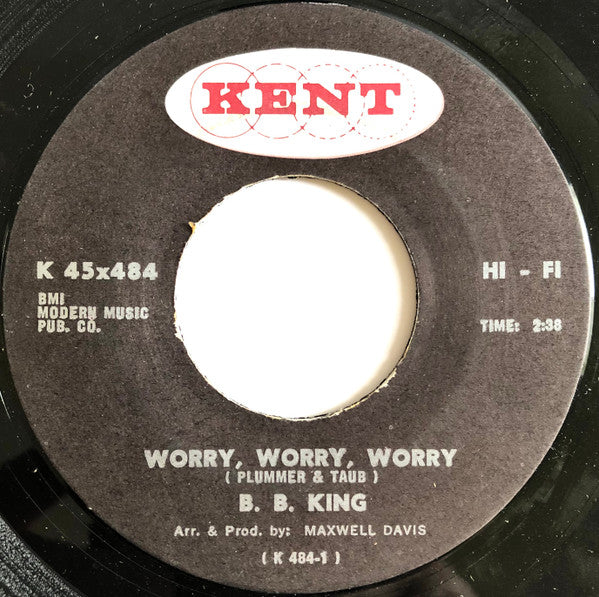 KENT
K 45x484
HI - FI
BMI
MODERN MUSIC
PUB. CO.
TIME: 2:38
WORRY, WORRY, WORRY
( PLUMMER & TAUB )
B. B. KING
Arr. & Prod. by: MAXWELL DAVIS
( K 484-1 )